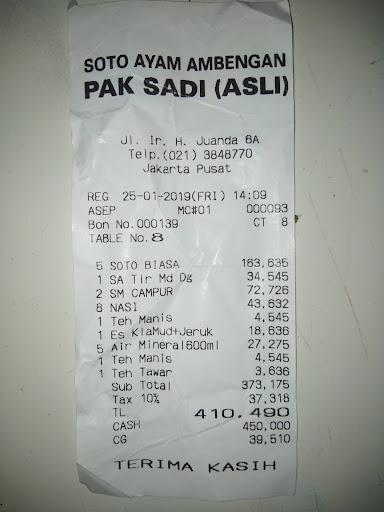 SOTO AYAM AMBENGAN
PAK SADI (ASLI)
Jl. Ir. H. Juanda 6A
Telp.(021) 3848770
Jakarta Pusat
REG 25-01-2019(FRI) 14:09
ASEP MC#01 000093
Bon No.000139 CT 8
TABLE No.8
5 SOTO BIASA 163,635
1 SA Tlr Md Dg 34,545
2 SM CAMPUR 72,726
8 NASI 43,632
1 Teh Manis 4,545
1 Es KlaMud+Jeruk 18,636
5 Air Mineral600ml 27,275
1 Teh Manis 4,545
1 Teh Tawar 3,636
Sub Total 373,175
Tax 10% 37,318
TL 410,490
CASH 450,000
CG 39,510
TERIMA KASIH